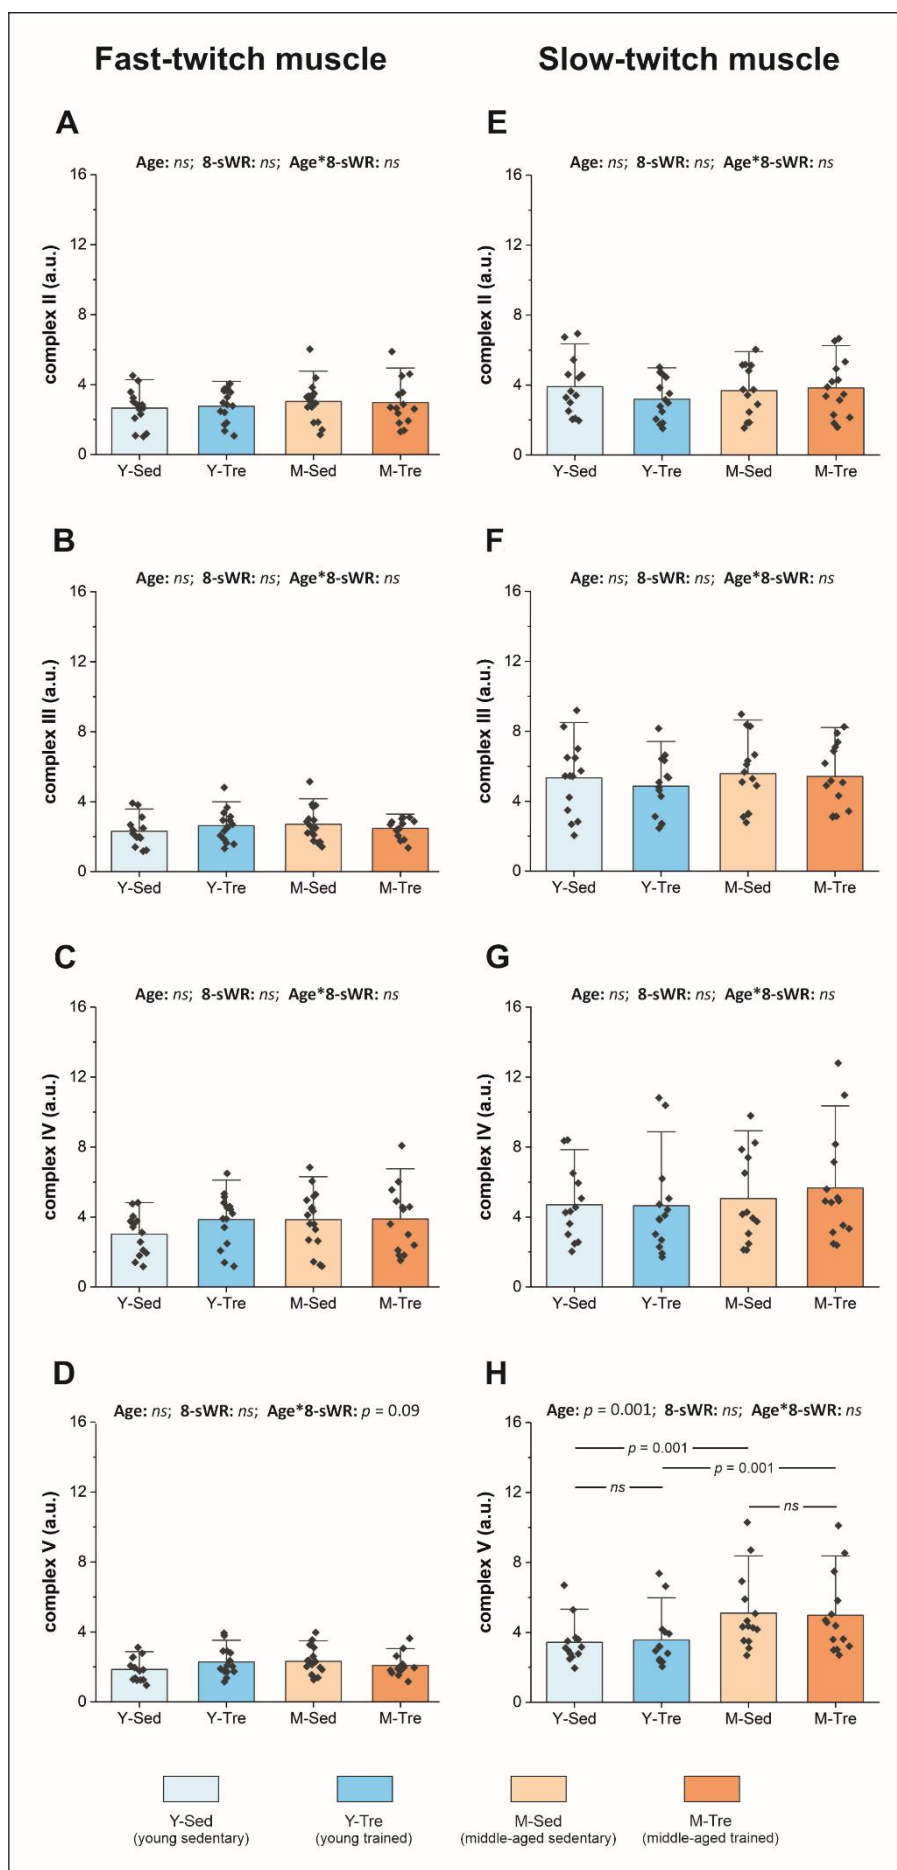 Fast-twitch muscle
Slow-twitch muscle
A
Age: ns; 8-sWR: ns; Age*8-sWR: ns
complex II (a.u.)
16
12
8
4
0
Y-Sed Y-Tre M-Sed M-Tre
E
Age: ns; 8-sWR: ns; Age*8-sWR: ns
complex II (a.u.)
16
12
8
4
0
Y-Sed Y-Tre M-Sed M-Tre
B
Age: ns; 8-sWR: ns; Age*8-sWR: ns
complex III (a.u.)
16
12
8
4
0
Y-Sed Y-Tre M-Sed M-Tre
F
Age: ns; 8-sWR: ns; Age*8-sWR: ns
complex III (a.u.)
16
12
8
4
0
Y-Sed Y-Tre M-Sed M-Tre
C
Age: ns; 8-sWR: ns; Age*8-sWR: ns
complex IV (a.u.)
16
12
8
4
0
Y-Sed Y-Tre M-Sed M-Tre
G
Age: ns; 8-sWR: ns; Age*8-sWR: ns
complex IV (a.u.)
16
12
8
4
0
Y-Sed Y-Tre M-Sed M-Tre
D
Age: ns; 8-sWR: ns; Age*8-sWR: p = 0.09
complex V (a.u.)
16
12
8
4
0
Y-Sed Y-Tre M-Sed M-Tre
H
Age: p = 0.001; 8-sWR: ns; Age*8-sWR: ns
p = 0.001
p = 0.001
ns
ns
complex V (a.u.)
16
12
8
4
0
Y-Sed Y-Tre M-Sed M-Tre
Y-Sed
(young sedentary)
Y-Tre
(young trained)
M-Sed
(middle-aged sedentary)
M-Tre
(middle-aged trained)